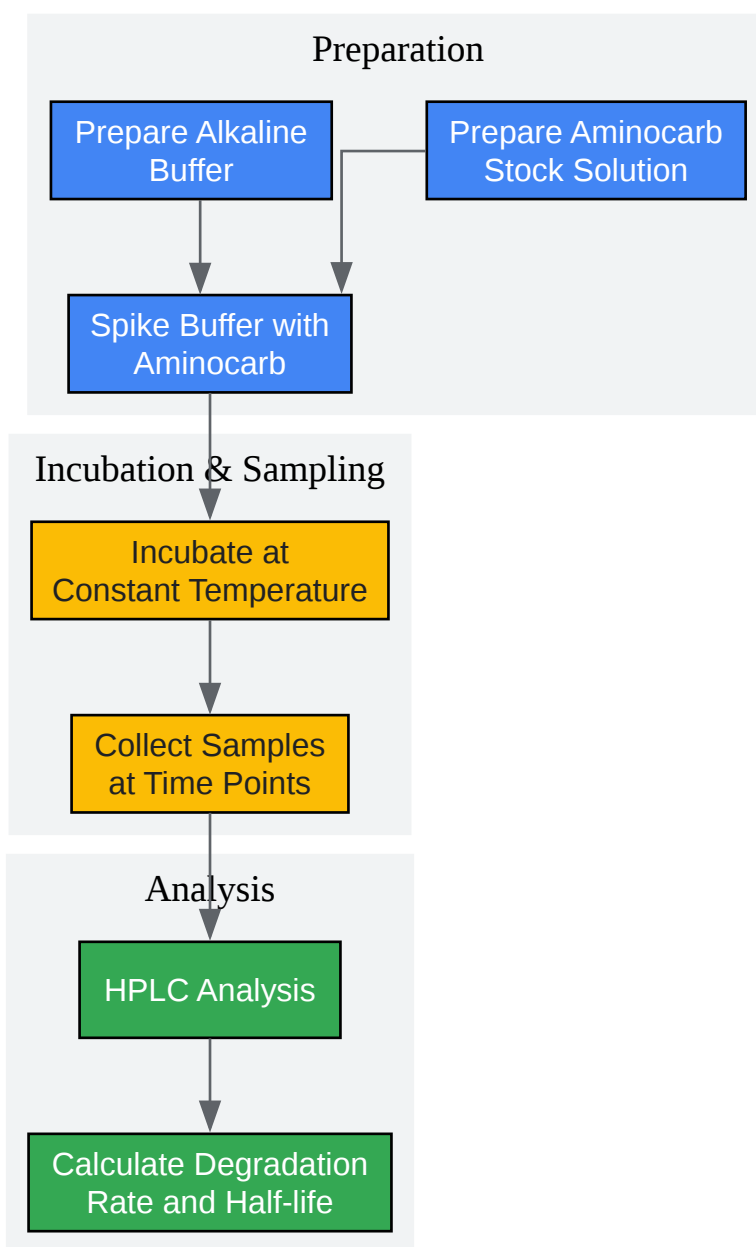 Preparation
Prepare Alkaline
Buffer
Prepare Aminocarb
Stock Solution
Spike Buffer with
Aminocarb
Incubation & Sampling
Incubate at
Constant Temperature
Collect Samples
at Time Points
Analysis
HPLC Analysis
Calculate Degradation
Rate and Half-life